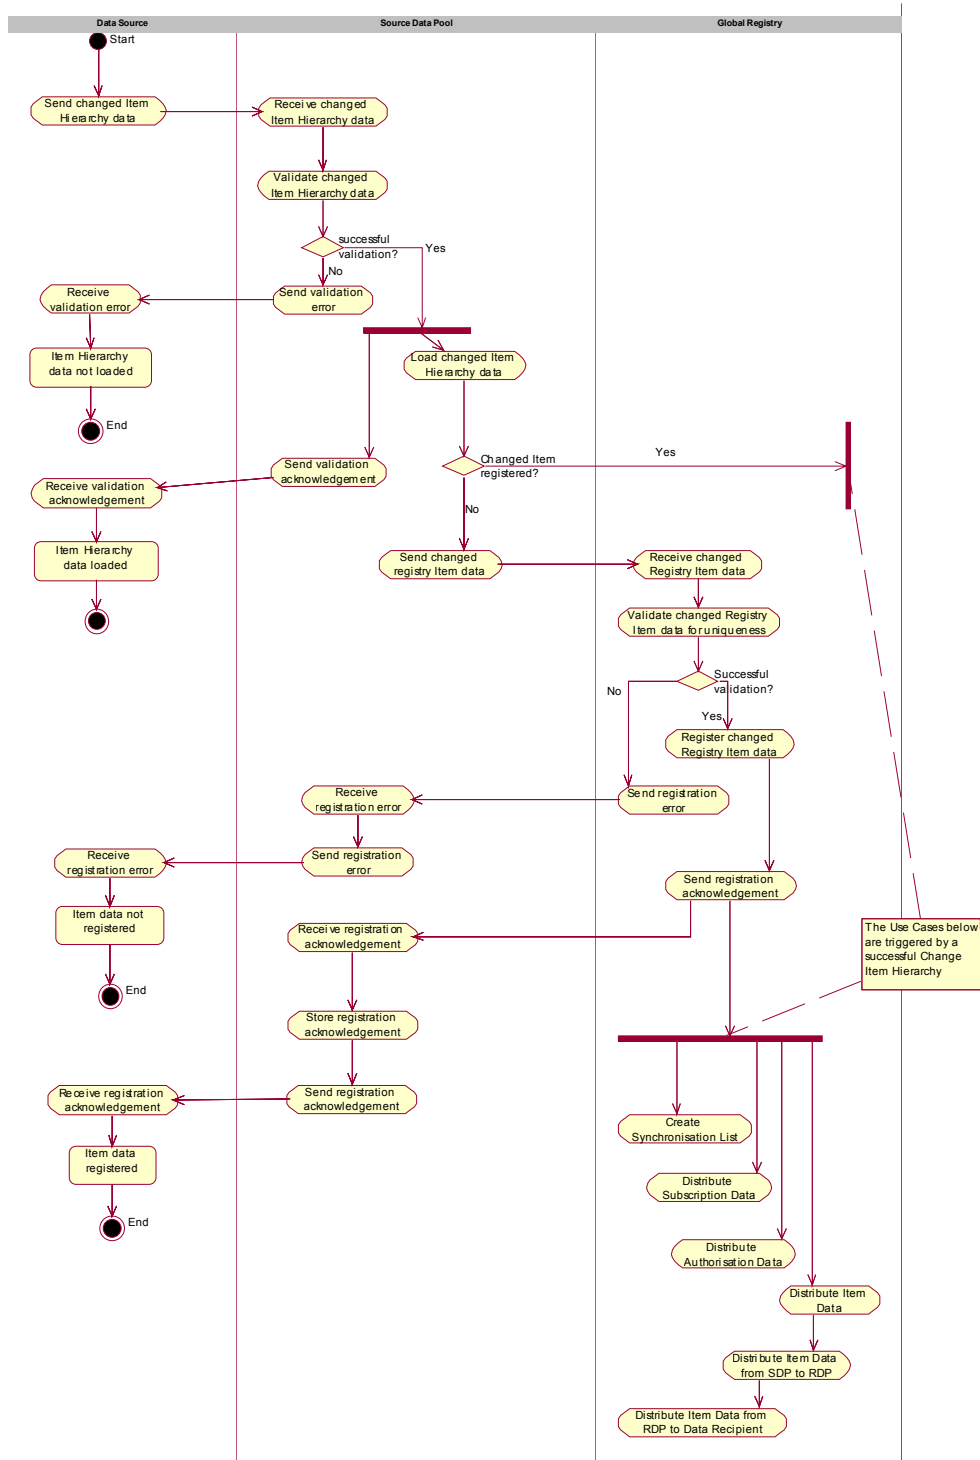 Data Source
Source Data Pool
Global Registry
Start
Send changed Item
Hierarchy data
Receive changed
Item Hierarchy data
Validate changed
Item Hierarchy data
successful
validation?
Yes
No
Send validation
error
Receive
validation error
Item Hierarchy
data not loaded
End
Load changed Item
Hierarchy data
Send validation
acknowledgement
Receive validation
acknowledgement
Item Hierarchy
data loaded
Changed Item
registered?
Yes
No
Send changed
registry Item data
Receive changed
Registry Item data
Validate changed Registry
Item data for uniqueness
Successful
validation?
No
Yes
Register changed
Registry Item data
Send registration
error
Receive
registration error
Send registration
error
Receive
registration error
Item data not
registered
End
Send registration
acknowledgement
Receive registration
acknowledgement
Store registration
acknowledgement
Send registration
acknowledgement
Receive registration
acknowledgement
Item data
registered
End
The Use Cases below
are triggered by a
successful Change
Item Hierarchy
Create
Synchronisation List
Distribute
Subscription Data
Distribute
Authorisation Data
Distribute Item
Data
Distribute Item Data
from SDP to RDP
Distribute Item Data from
RDP to Data Recipient